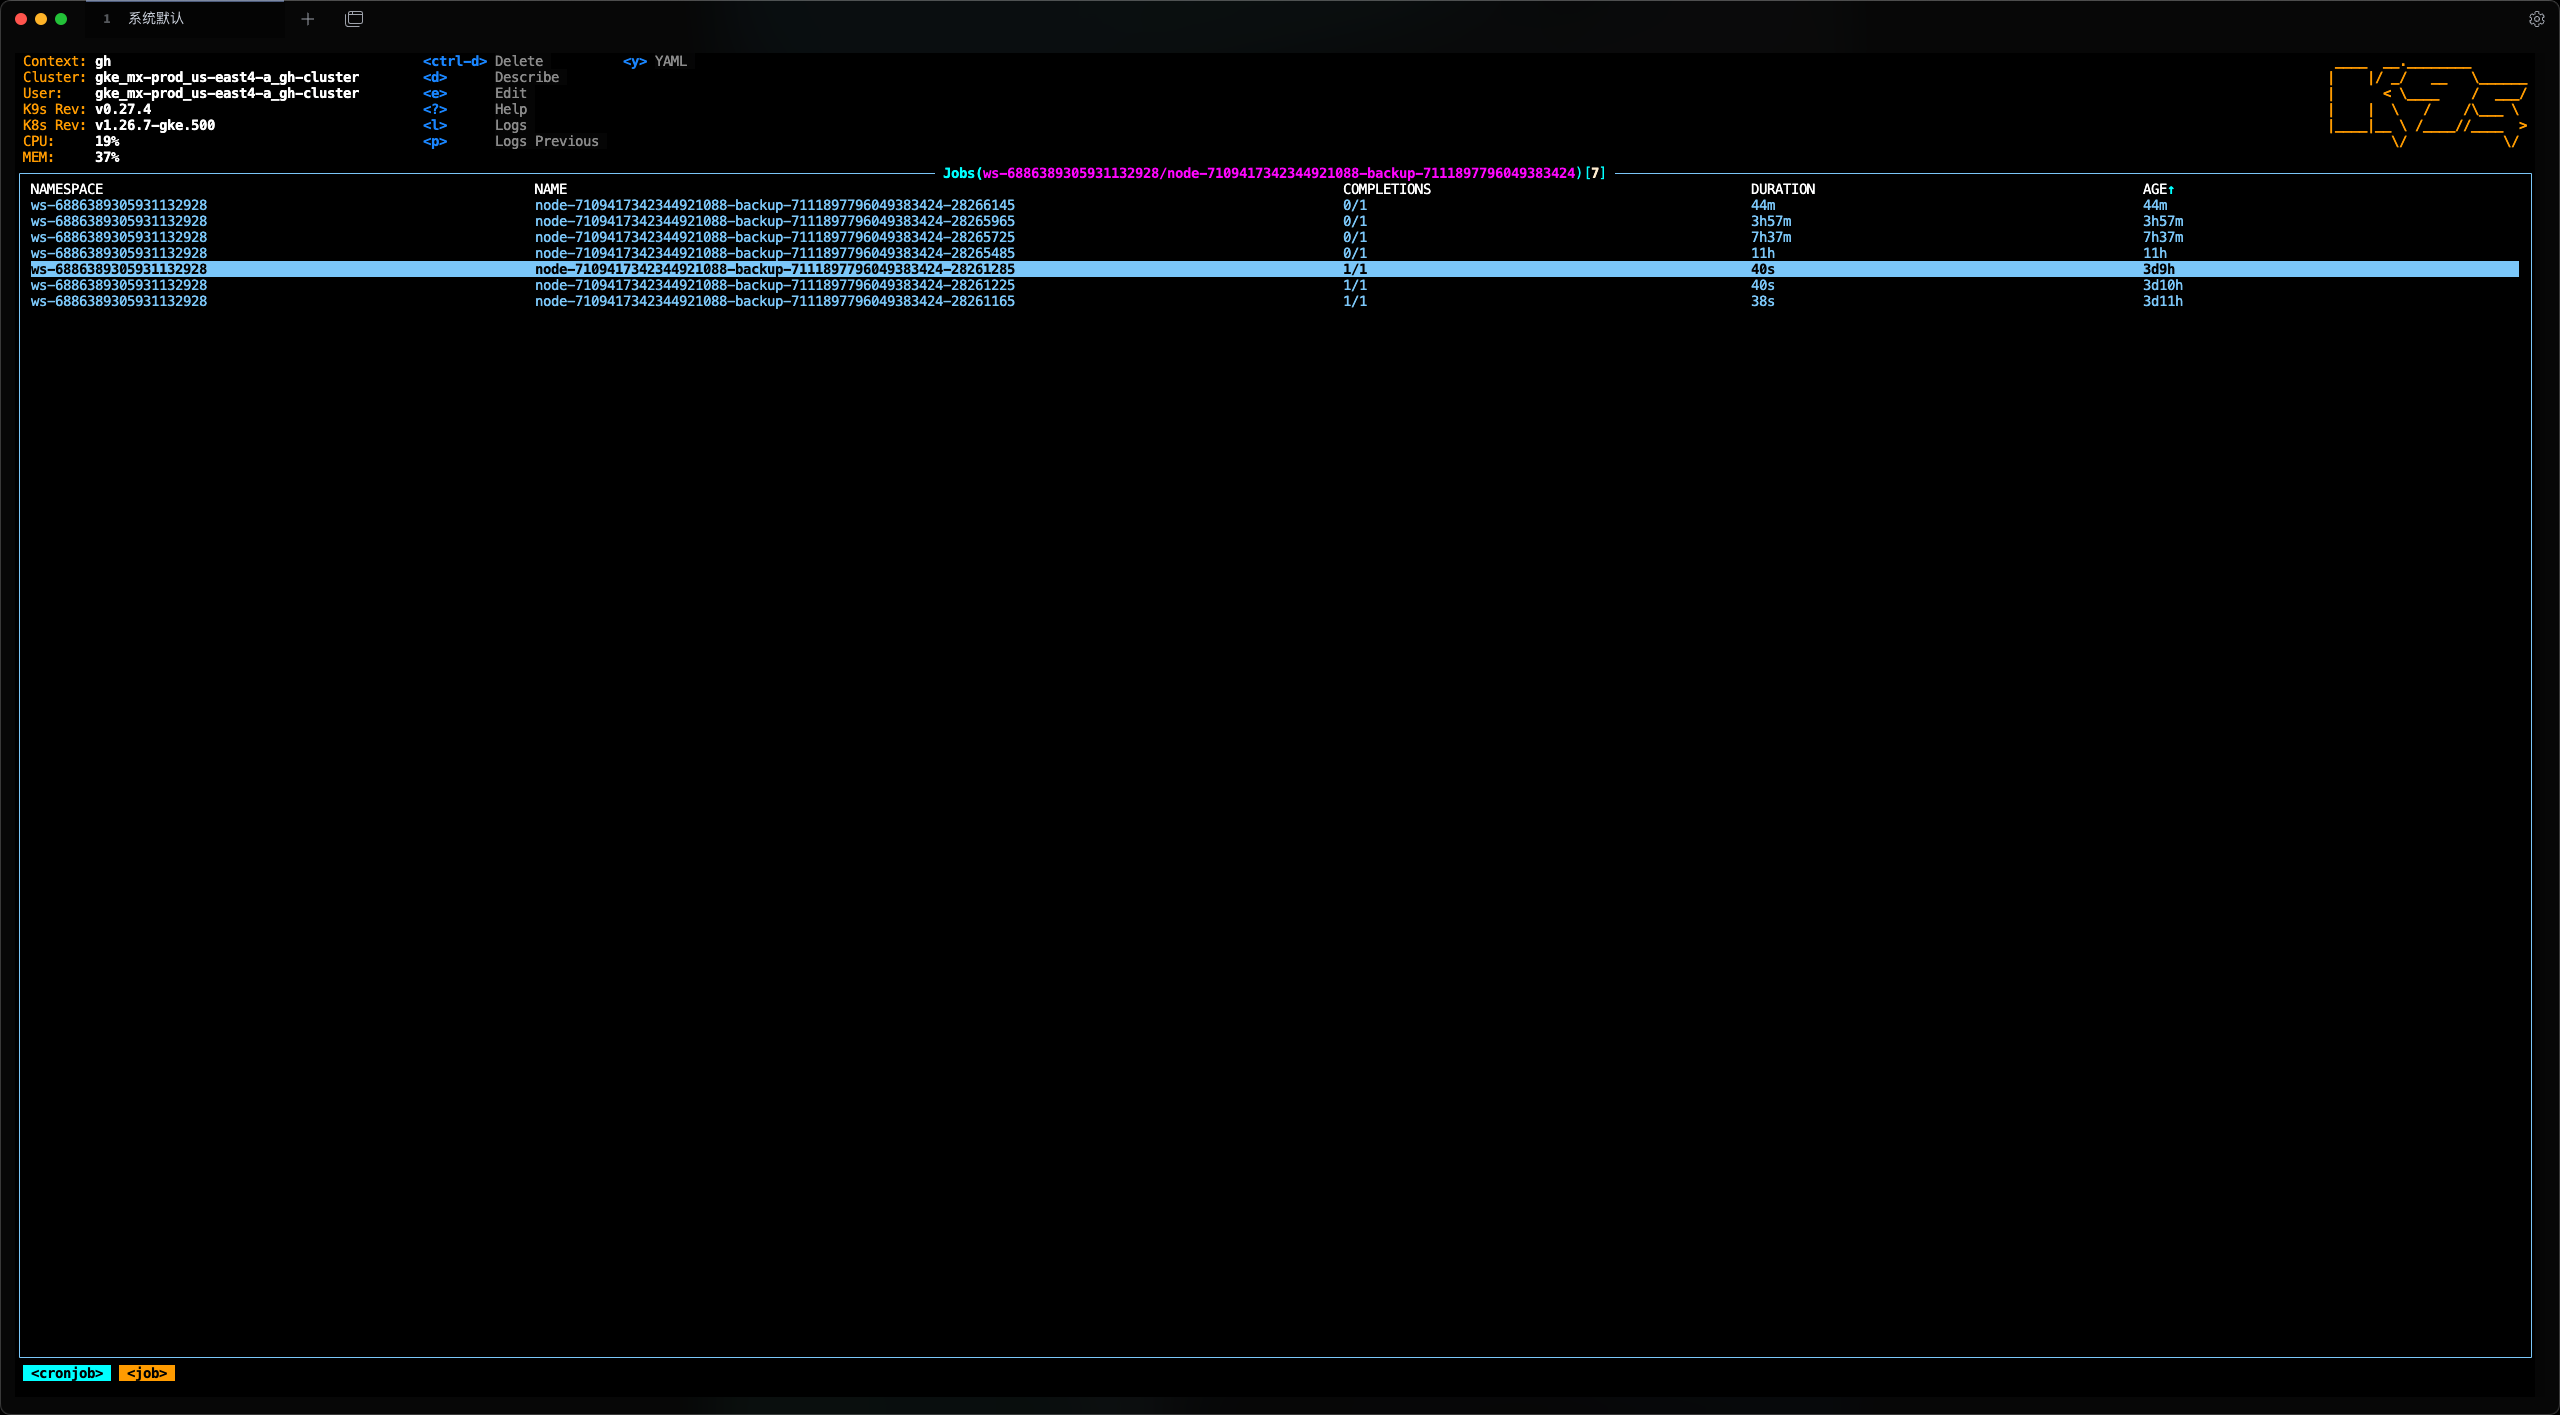 1 系统默认
Context: gh <ctrl-d> Delete <y> YAML
Cluster: gke_mx-prod_us-east4-a_gh-cluster <d> Describe
User: gke_mx-prod_us-east4-a_gh-cluster <e> Edit
K9s Rev: v0.27.4 <?> Help
K8s Rev: v1.26.7-gke.500 <l> Logs
CPU: 19% <p> Logs Previous
MEM: 37%
K9s
Jobs(ws-6886389305931132928/node-7109417342344921088-backup-7111897796049383424)[7]
NAMESPACE NAME COMPLETIONS DURATION AGE↑
ws-6886389305931132928 node-7109417342344921088-backup-7111897796049383424-28266145 0/1 44m 44m
ws-6886389305931132928 node-7109417342344921088-backup-7111897796049383424-28265965 0/1 3h57m 3h57m
ws-6886389305931132928 node-7109417342344921088-backup-7111897796049383424-28265725 0/1 7h37m 7h37m
ws-6886389305931132928 node-7109417342344921088-backup-7111897796049383424-28265485 0/1 11h 11h
ws-6886389305931132928 node-7109417342344921088-backup-7111897796049383424-28261285 1/1 40s 3d9h
ws-6886389305931132928 node-7109417342344921088-backup-7111897796049383424-28261225 1/1 40s 3d10h
ws-6886389305931132928 node-7109417342344921088-backup-7111897796049383424-28261165 1/1 38s 3d11h
<cronjob> <job>